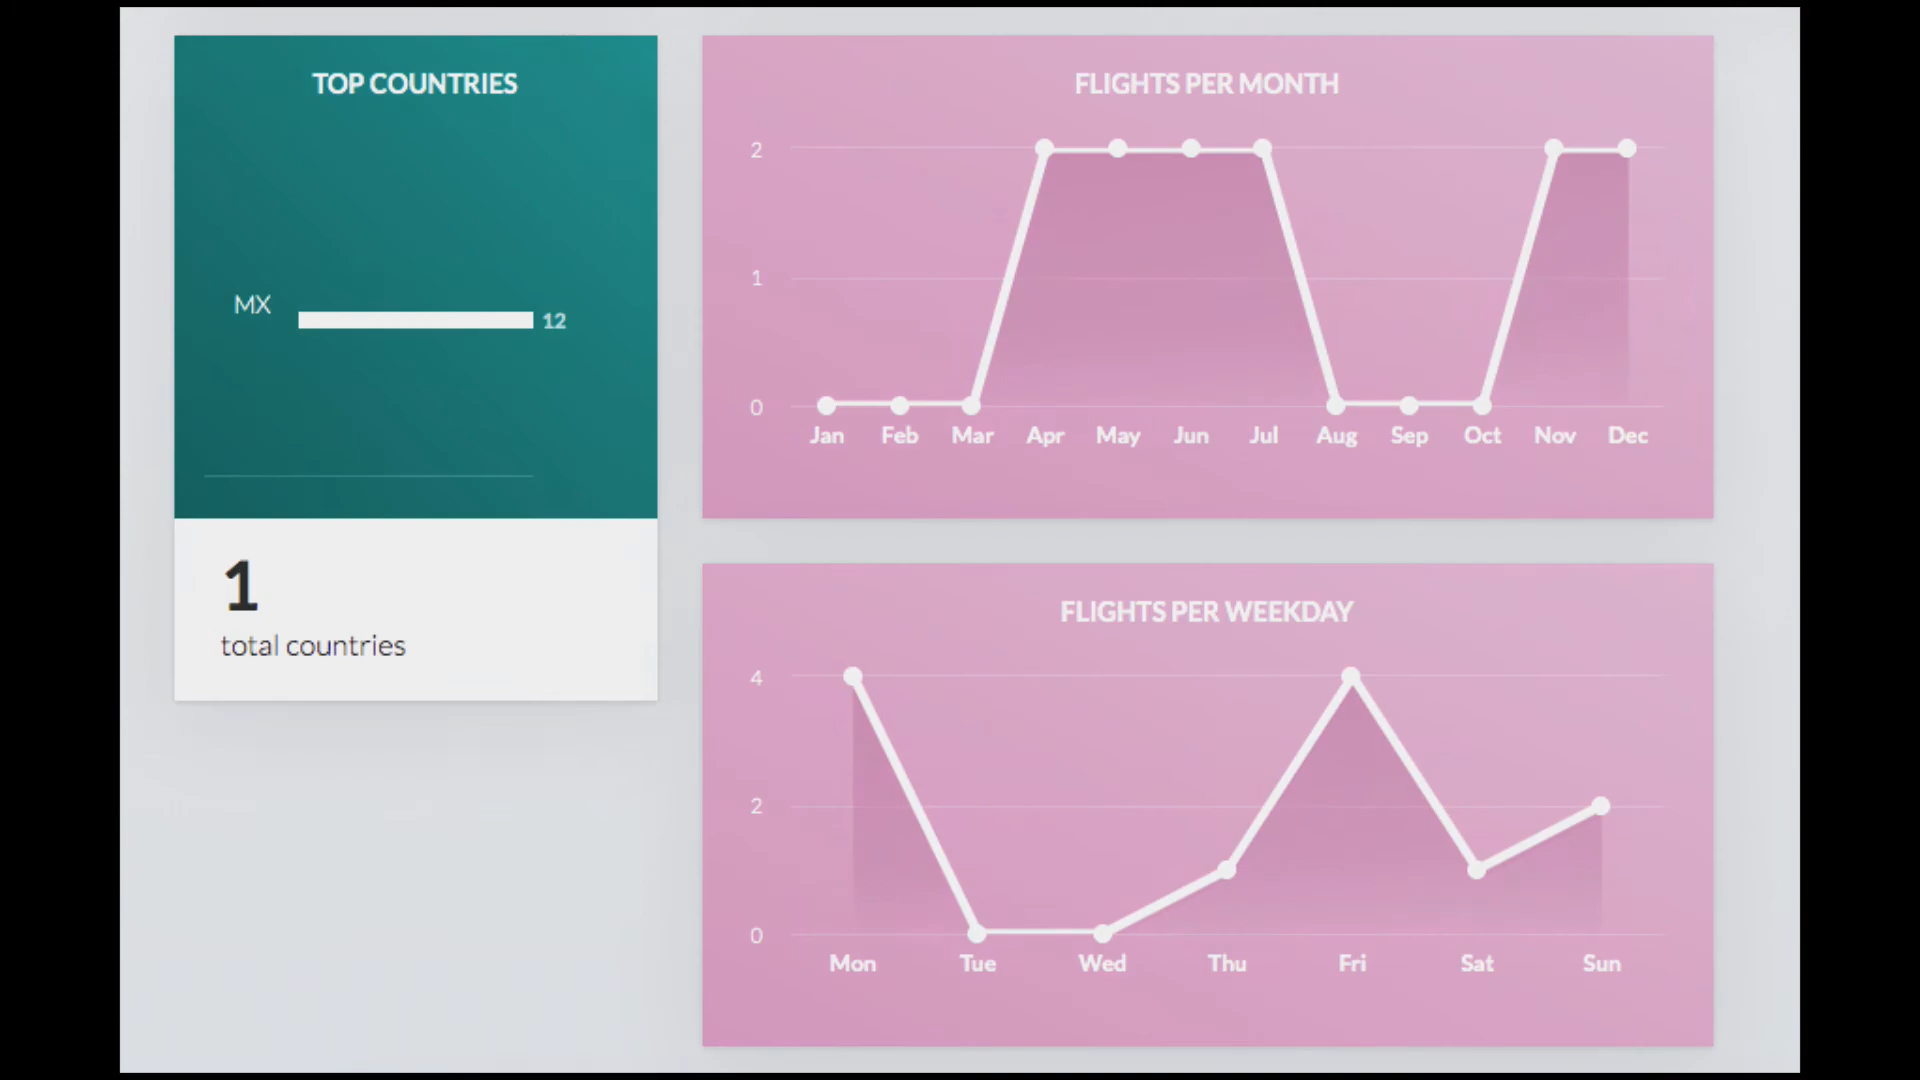 TOP COUNTRIES
MX 12
1
total countries
FLIGHTS PER MONTH
2
1
0
Jan Feb Mar Apr May Jun Jul Aug Sep Oct Nov Dec
FLIGHTS PER WEEKDAY
4
2
0
Mon Tue Wed Thu Fri Sat Sun